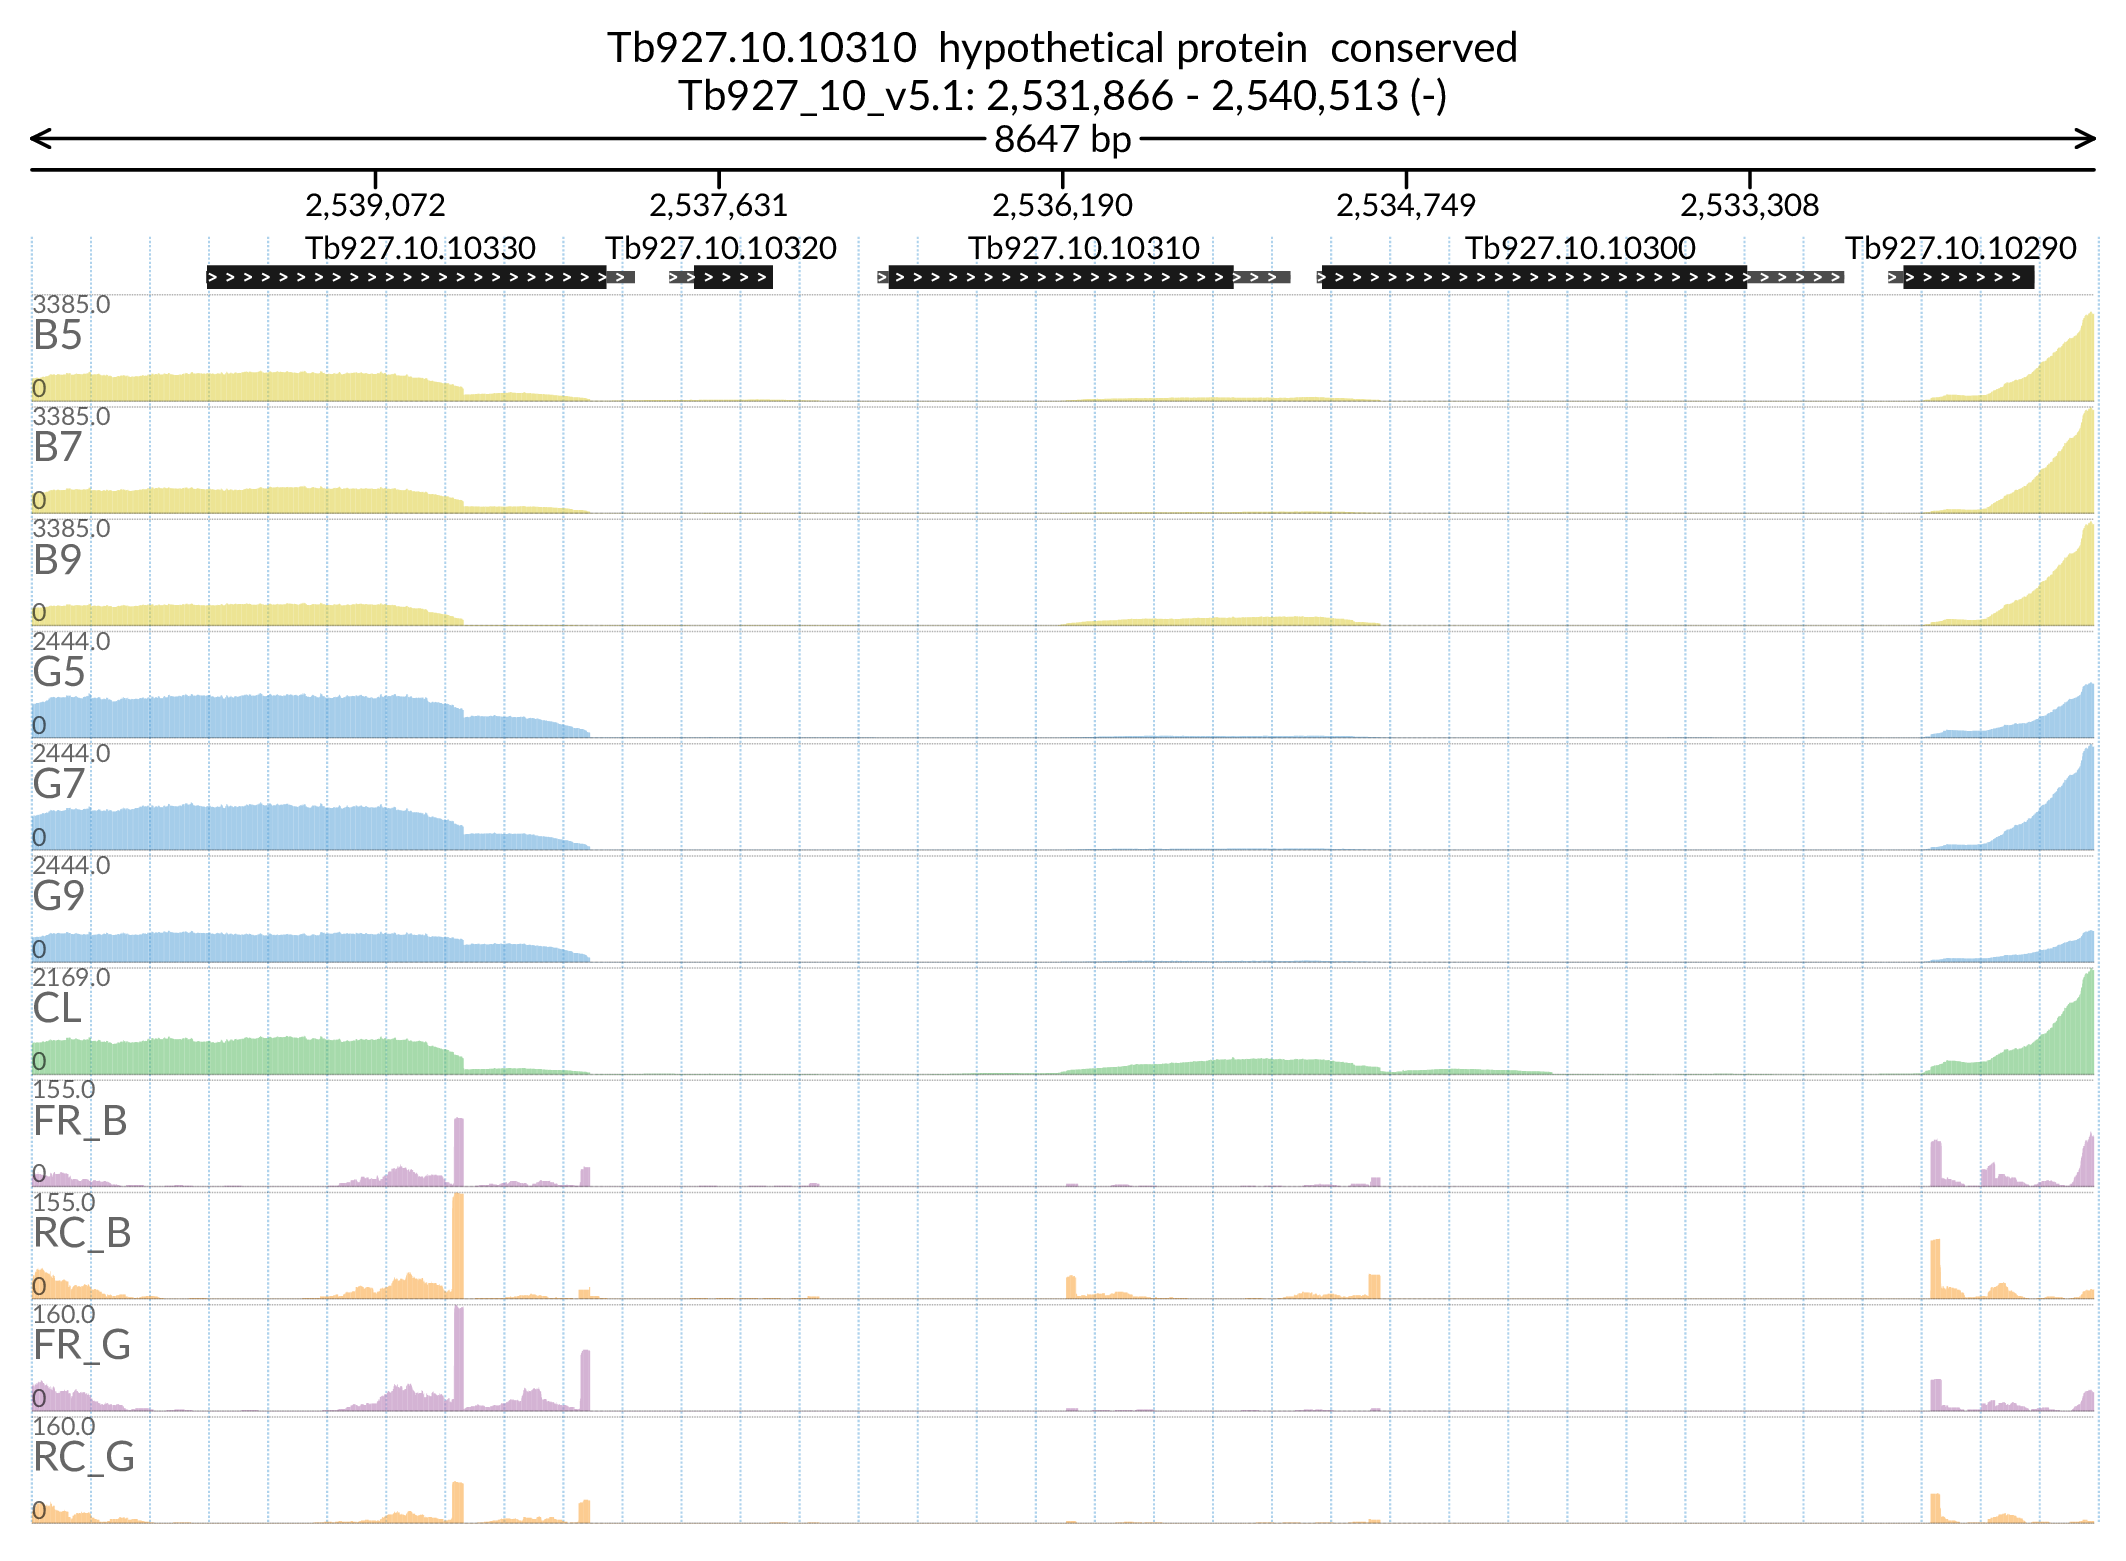 Tb927.10.10310 hypothetical protein conserved
Tb927_10_v5.1: 2,531,866 - 2,540,513 (-)
8647 bp
2,539,072 2,537,631 2,536,190 2,534,749 2,533,308
Tb927.10.10330 Tb927.10.10320 Tb927.10.10310 Tb927.10.10300 Tb927.10.10290
3385.0
B5
0
3385.0
B7
0
3385.0
B9
0
2444.0
G5
0
2444.0
G7
0
2444.0
G9
0
2169.0
CL
0
155.0
FR_B
0
155.0
RC_B
0
160.0
FR_G
0
160.0
RC_G
0